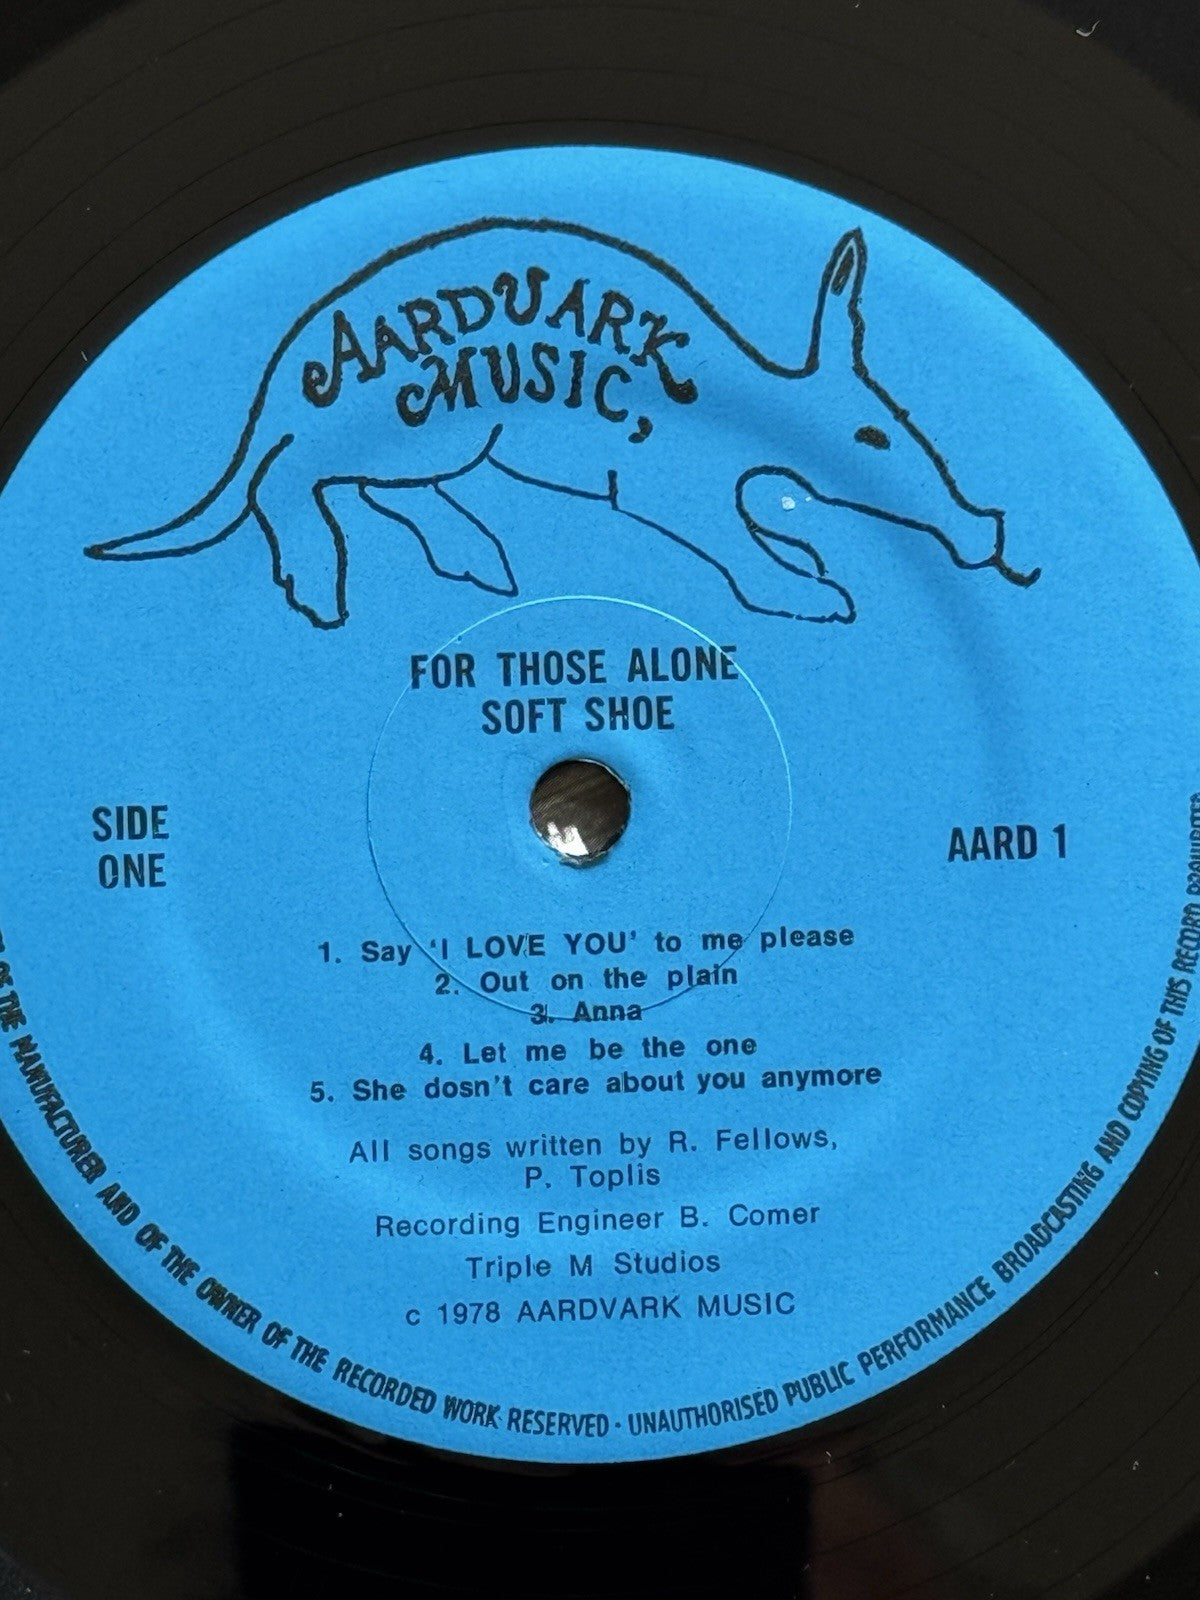 AARDVARK
MUSIC,
FOR THOSE ALONE
SOFT SHOE
SIDE
ONE
AARD 1
1. Say 'I LOVE YOU' to me please
2. Out on the plain
3. Anna
4. Let me be the one
5. She dosn't care about you anymore
All songs written by R. Fellows,
P. Toplis
Recording Engineer B. Comer
Triple M Studios
c 1978 AARDVARK MUSIC
OF THE MANUFACTURER AND OF THE OWNER OF THE RECORDED WORK RESERVED · UNAUTHORISED PUBLIC PERFORMANCE BROADCASTING AND COPYING OF THIS RECORD PROHIBITED